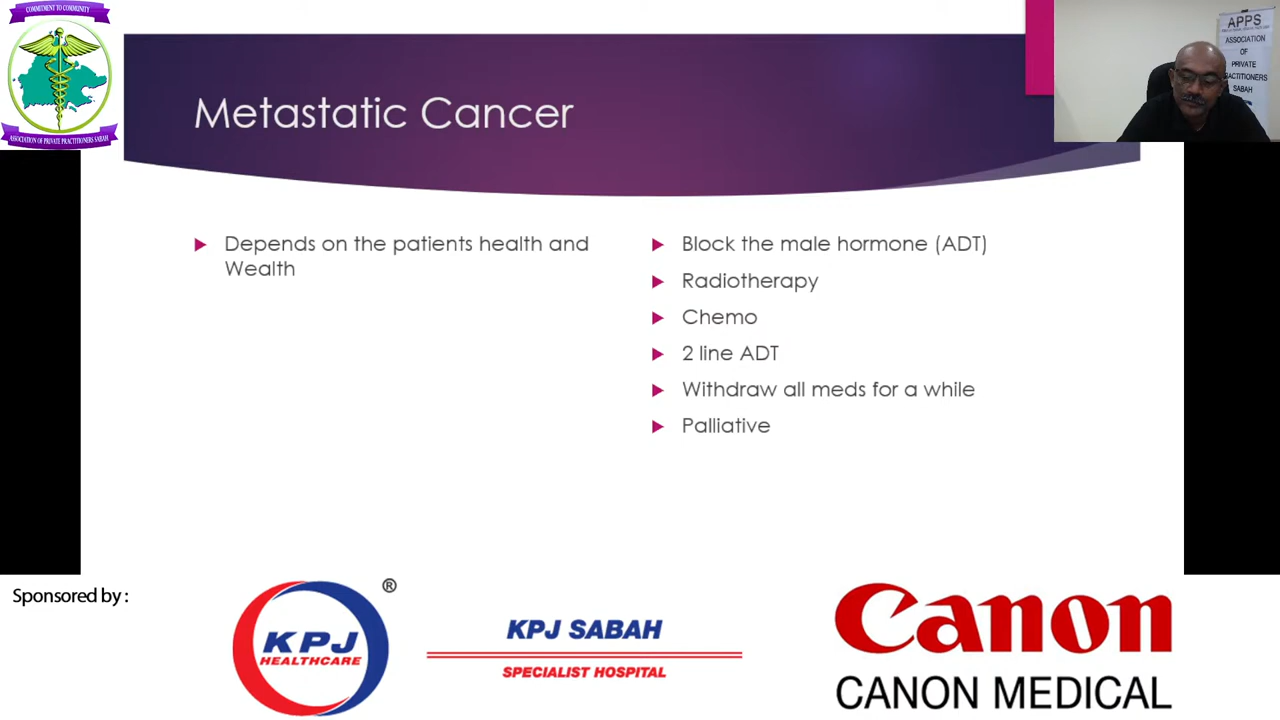 COMMITMENT TO COMMUNITY
ASSOCIATION OF PRIVATE PRACTITIONERS SABAH
Metastatic Cancer
APPS
ASSOCIATION
OF
PRIVATE
PRACTITIONERS
SABAH
Depends on the patients health and
Wealth
Block the male hormone (ADT)
Radiotherapy
Chemo
2 line ADT
Withdraw all meds for a while
Palliative
Sponsored by :
KPJ
HEALTHCARE
®
KPJ SABAH
SPECIALIST HOSPITAL
Canon
CANON MEDICAL